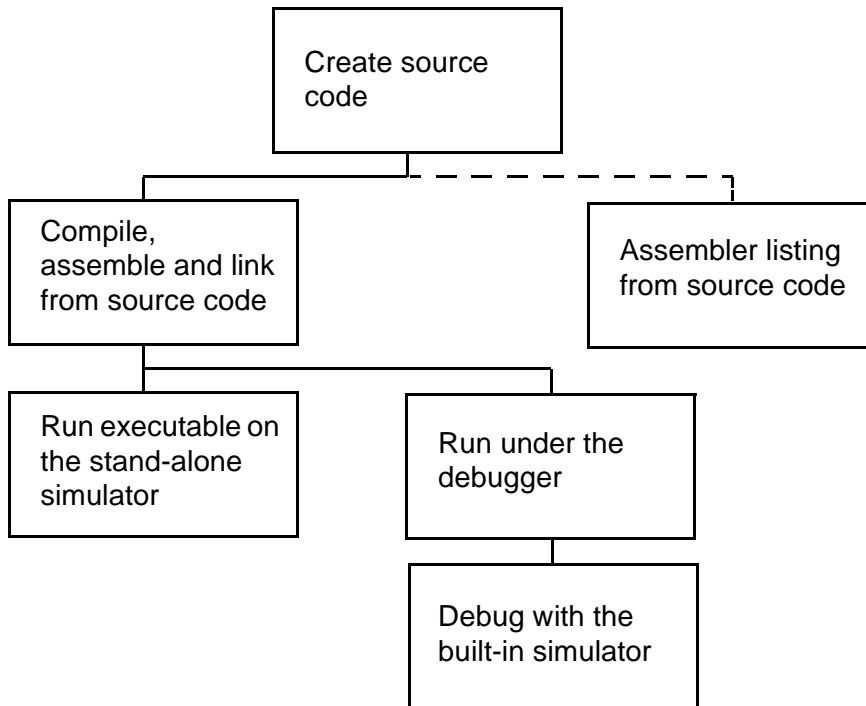 Create source
code
Compile,
assemble and link
from source code
Assembler listing
from source code
Run executable on
the stand-alone
simulator
Run under the
debugger
Debug with the
built-in simulator